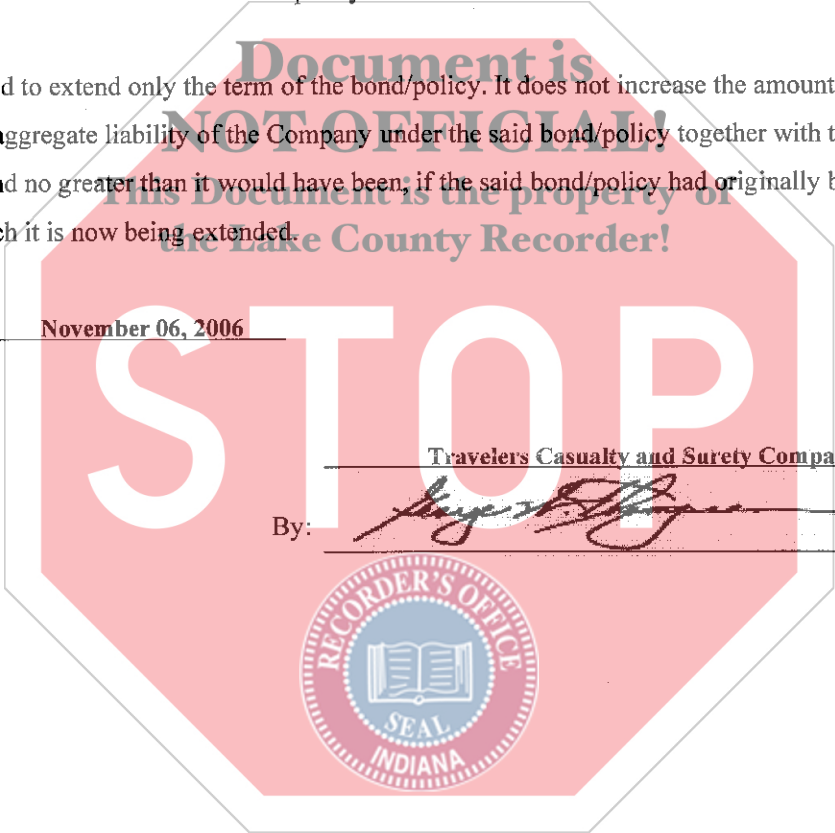 Document is
d to extend only the term of the bond/policy. It does not increase the amount
NOT OFFICIAL!
aggregate liability of the Company under the said bond/policy together with t
This Document is the property of
d no greater than it would have been, if the said bond/policy had originally b
the Lake County Recorder!
h it is now being extended.
November 06, 2006
STOP
Travelers Casualty and Surety Compa
By:
RECORDER'S OFFICE
SEAL
INDIANA